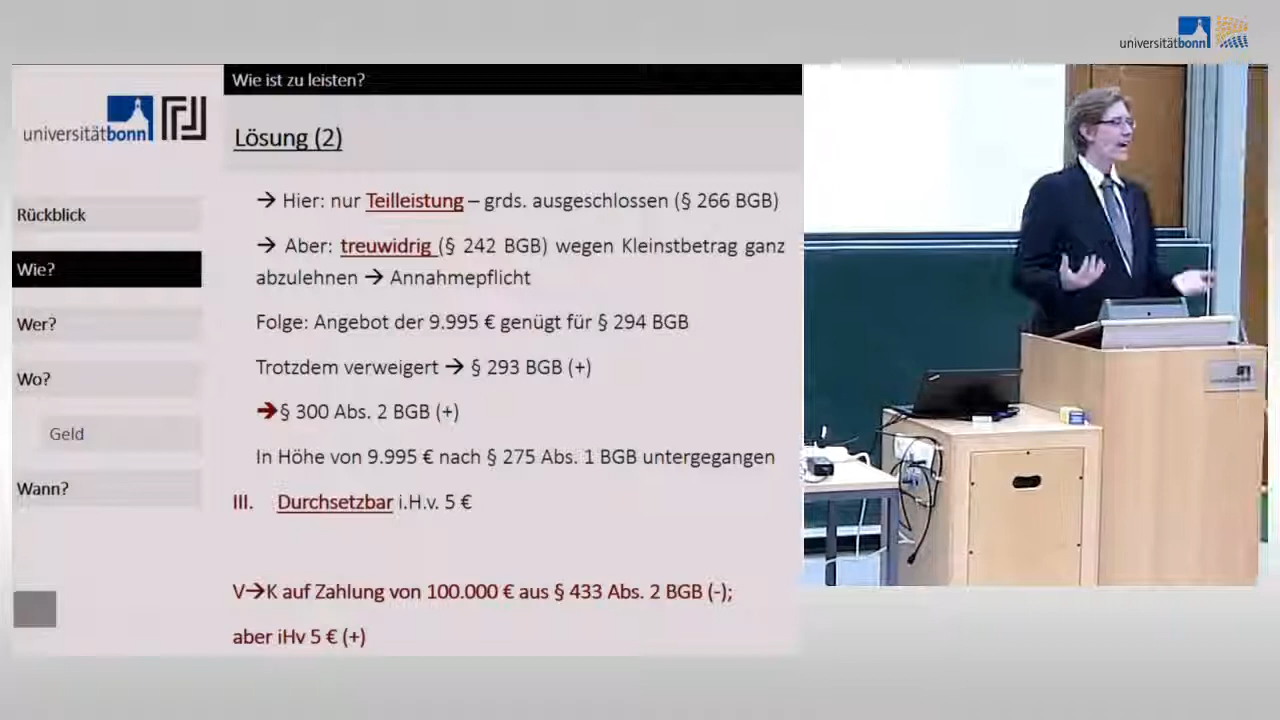 universitätbonn
Wie ist zu leisten?
universitätbonn
Lösung (2)
Rückblick
Wie?
Wer?
Wo?
Geld
Wann?
→ Hier: nur Teilleistung – grds. ausgeschlossen (§ 266 BGB)
→ Aber: treuwidrig (§ 242 BGB) wegen Kleinstbetrag ganz
abzulehnen → Annahmepflicht
Folge: Angebot der 9.995 € genügt für § 294 BGB
Trotzdem verweigert → § 293 BGB (+)
→ § 300 Abs. 2 BGB (+)
In Höhe von 9.995 € nach § 275 Abs. 1 BGB untergegangen
III. Durchsetzbar i.H.v. 5 €
V→K auf Zahlung von 100.000 € aus § 433 Abs. 2 BGB (-);
aber iHv 5 € (+)